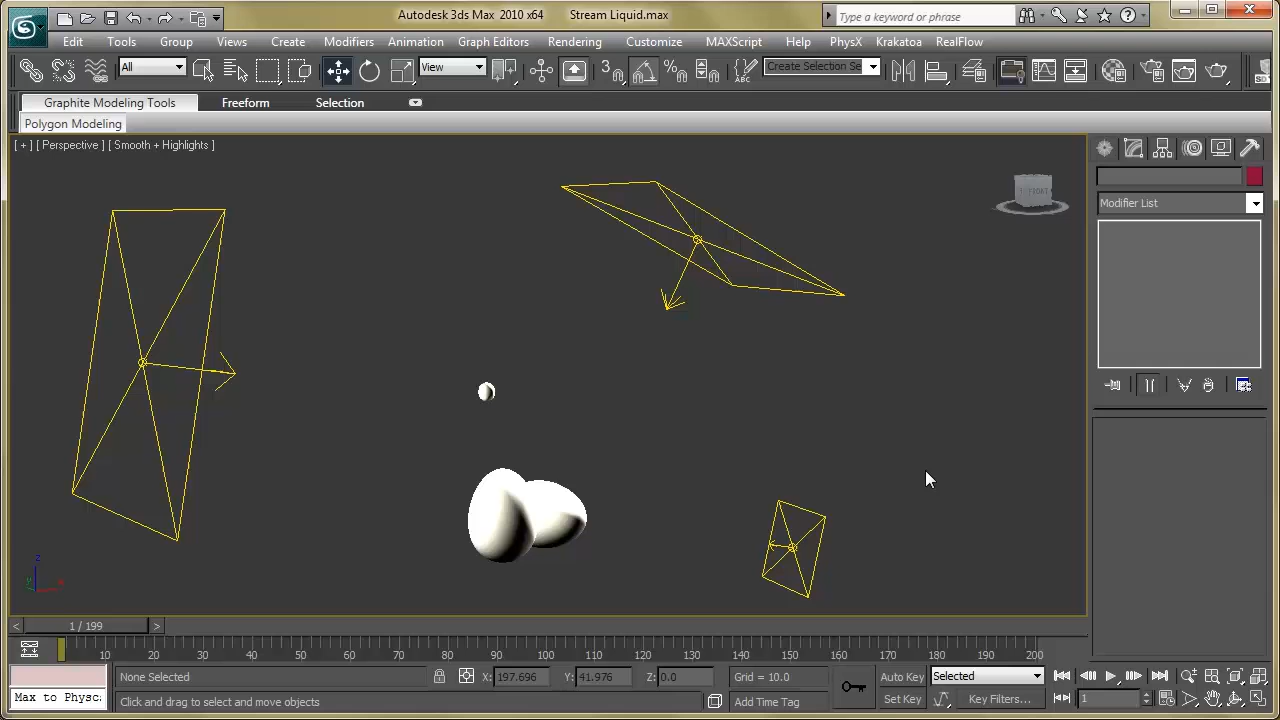 Autodesk 3ds Max 2010 x64 Stream Liquid.max
Type a keyword or phrase
Edit Tools Group Views Create Modifiers Animation Graph Editors Rendering Customize MAXScript Help PhysX Krakatoa RealFlow
All View 3 Create Selection Se
Graphite Modeling Tools Freeform Selection
Polygon Modeling
[ + ] [ Perspective ] [ Smooth + Highlights ]
FRONT
Modifier List
z
y x
< 1 / 199 >
10 20 30 40 50 60 70 80 90 100 110 120 130 140 150 160 170 180 190 200
None Selected X: 197.696 Y: 41.976 Z: 0.0 Grid = 10.0 Auto Key Selected
Max to Physc: Click and drag to select and move objects Add Time Tag Set Key Key Filters... 1